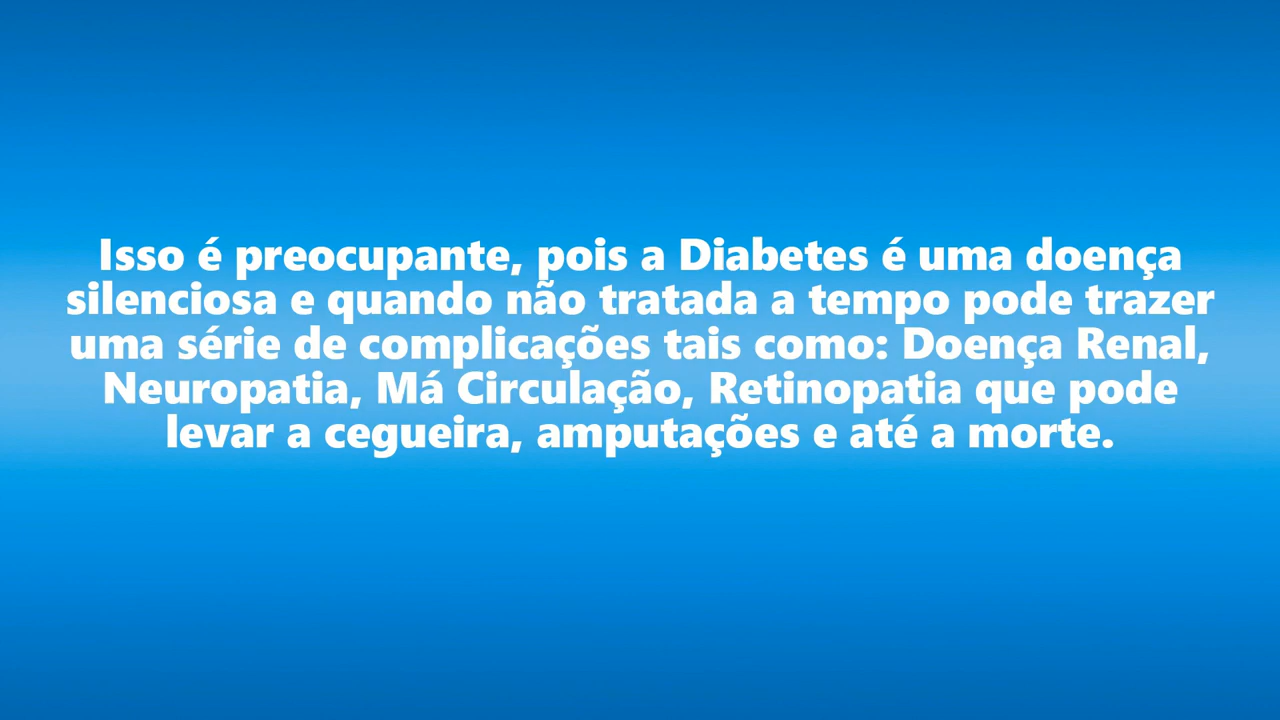 Isso é preocupante, pois a Diabetes é uma doença
silenciosa e quando não tratada a tempo pode trazer
uma série de complicações tais como: Doença Renal,
Neuropatia, Má Circulação, Retinopatia que pode
levar a cegueira, amputações e até a morte.